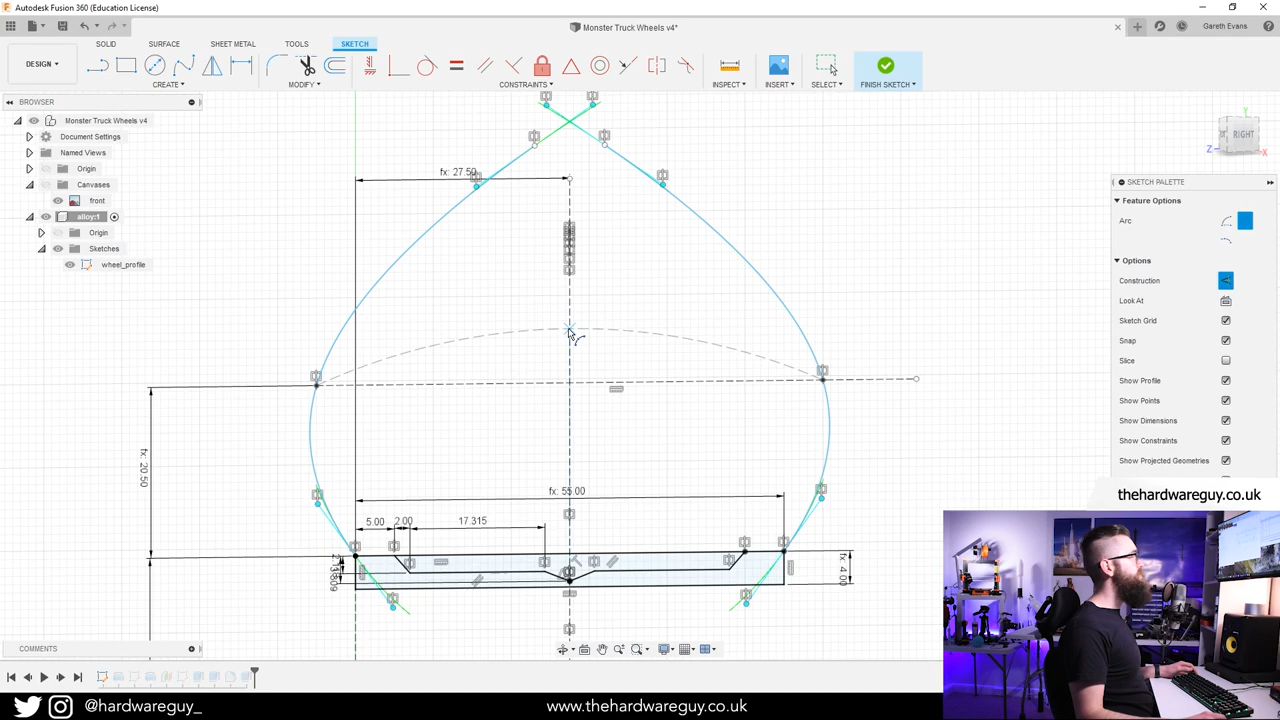 Autodesk Fusion 360 (Education License)
Monster Truck Wheels v4*
Gareth Evans
DESIGN
SOLID
SURFACE
SHEET METAL
TOOLS
SKETCH
CREATE
MODIFY
CONSTRAINTS
INSPECT
INSERT
SELECT
FINISH SKETCH
BROWSER
Monster Truck Wheels v4
Document Settings
Named Views
Origin
Canvases
front
alloy:1
Origin
Sketches
wheel_profile
RIGHT
Y
Z
X
SKETCH PALETTE
Feature Options
Arc
Options
Construction
Look At
Sketch Grid
Snap
Slice
Show Profile
Show Points
Show Dimensions
Show Constraints
Show Projected Geometries
fx: 27.50
fx: 20.50
fx: 55.00
5.00
2.00
17.315
fx: 4.00
COMMENTS
thehardwareguy.co.uk
@hardwareguy_
www.thehardwareguy.co.uk